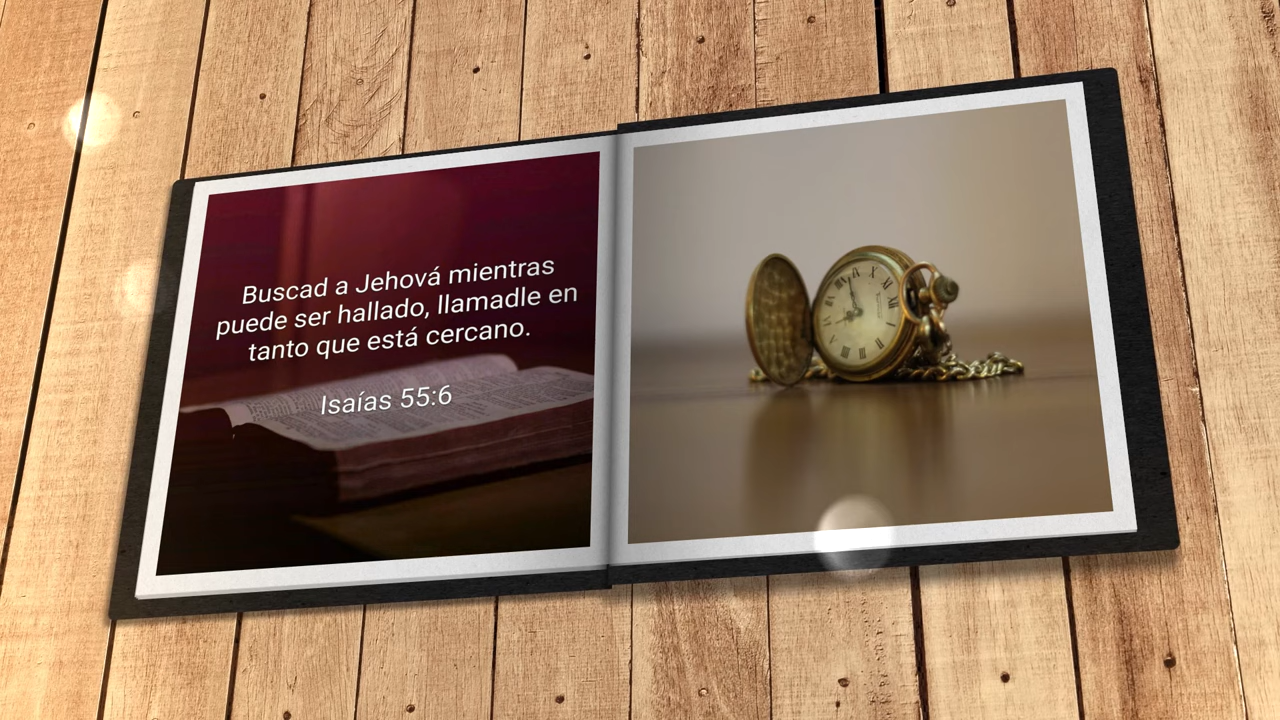 Buscad a Jehová mientras
puede ser hallado, llamadle en
tanto que está cercano.
Isaías 55:6